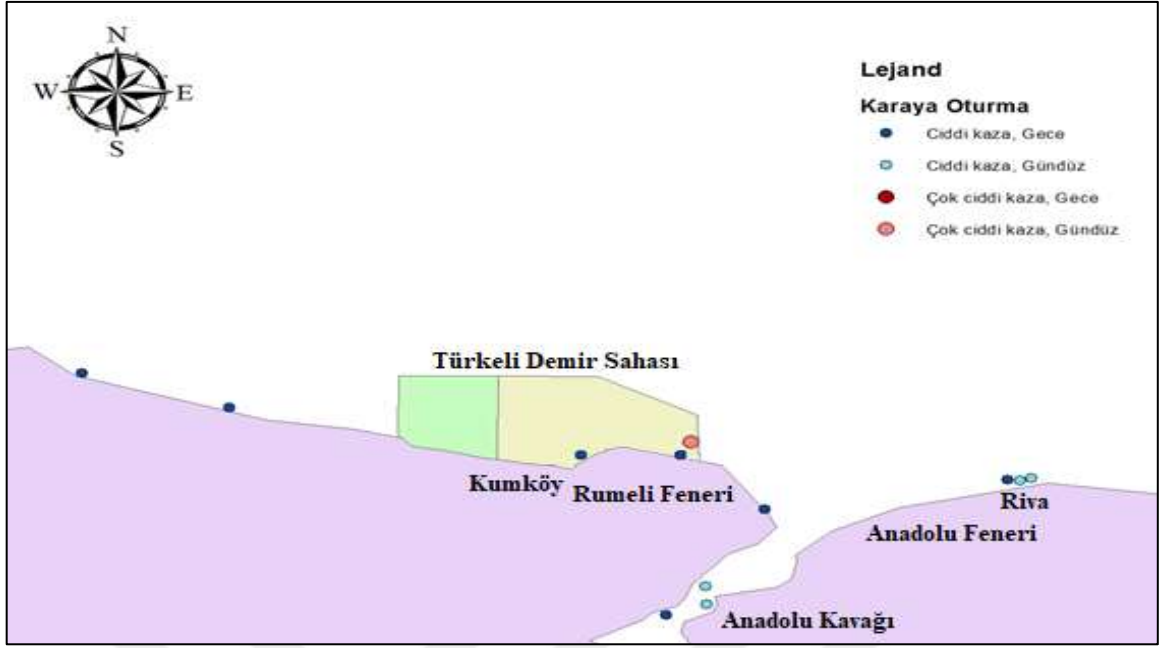 N
W
E
S
Lejand
Karaya Oturma
Ciddi kaza, Gece
Ciddi kaza, Gündüz
Çok ciddi kaza, Gece
Çok ciddi kaza, Gündüz
Türkeli Demir Sahası
Kumköy
Rumeli Feneri
Riva
Anadolu Feneri
Anadolu Kavağı